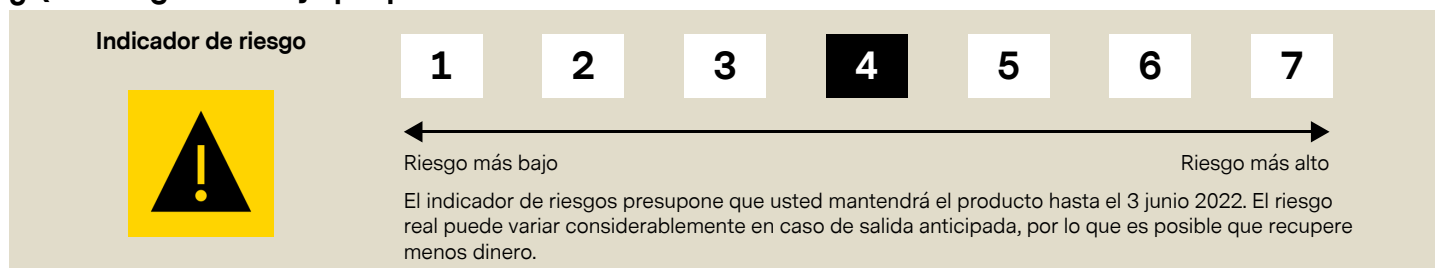 Indicador de riesgo
1 2 3 4 5 6 7
Riesgo más bajo Riesgo más alto
El indicador de riesgos presupone que usted mantendrá el producto hasta el 3 junio 2022. El riesgo
real puede variar considerablemente en caso de salida anticipada, por lo que es posible que recupere
menos dinero.